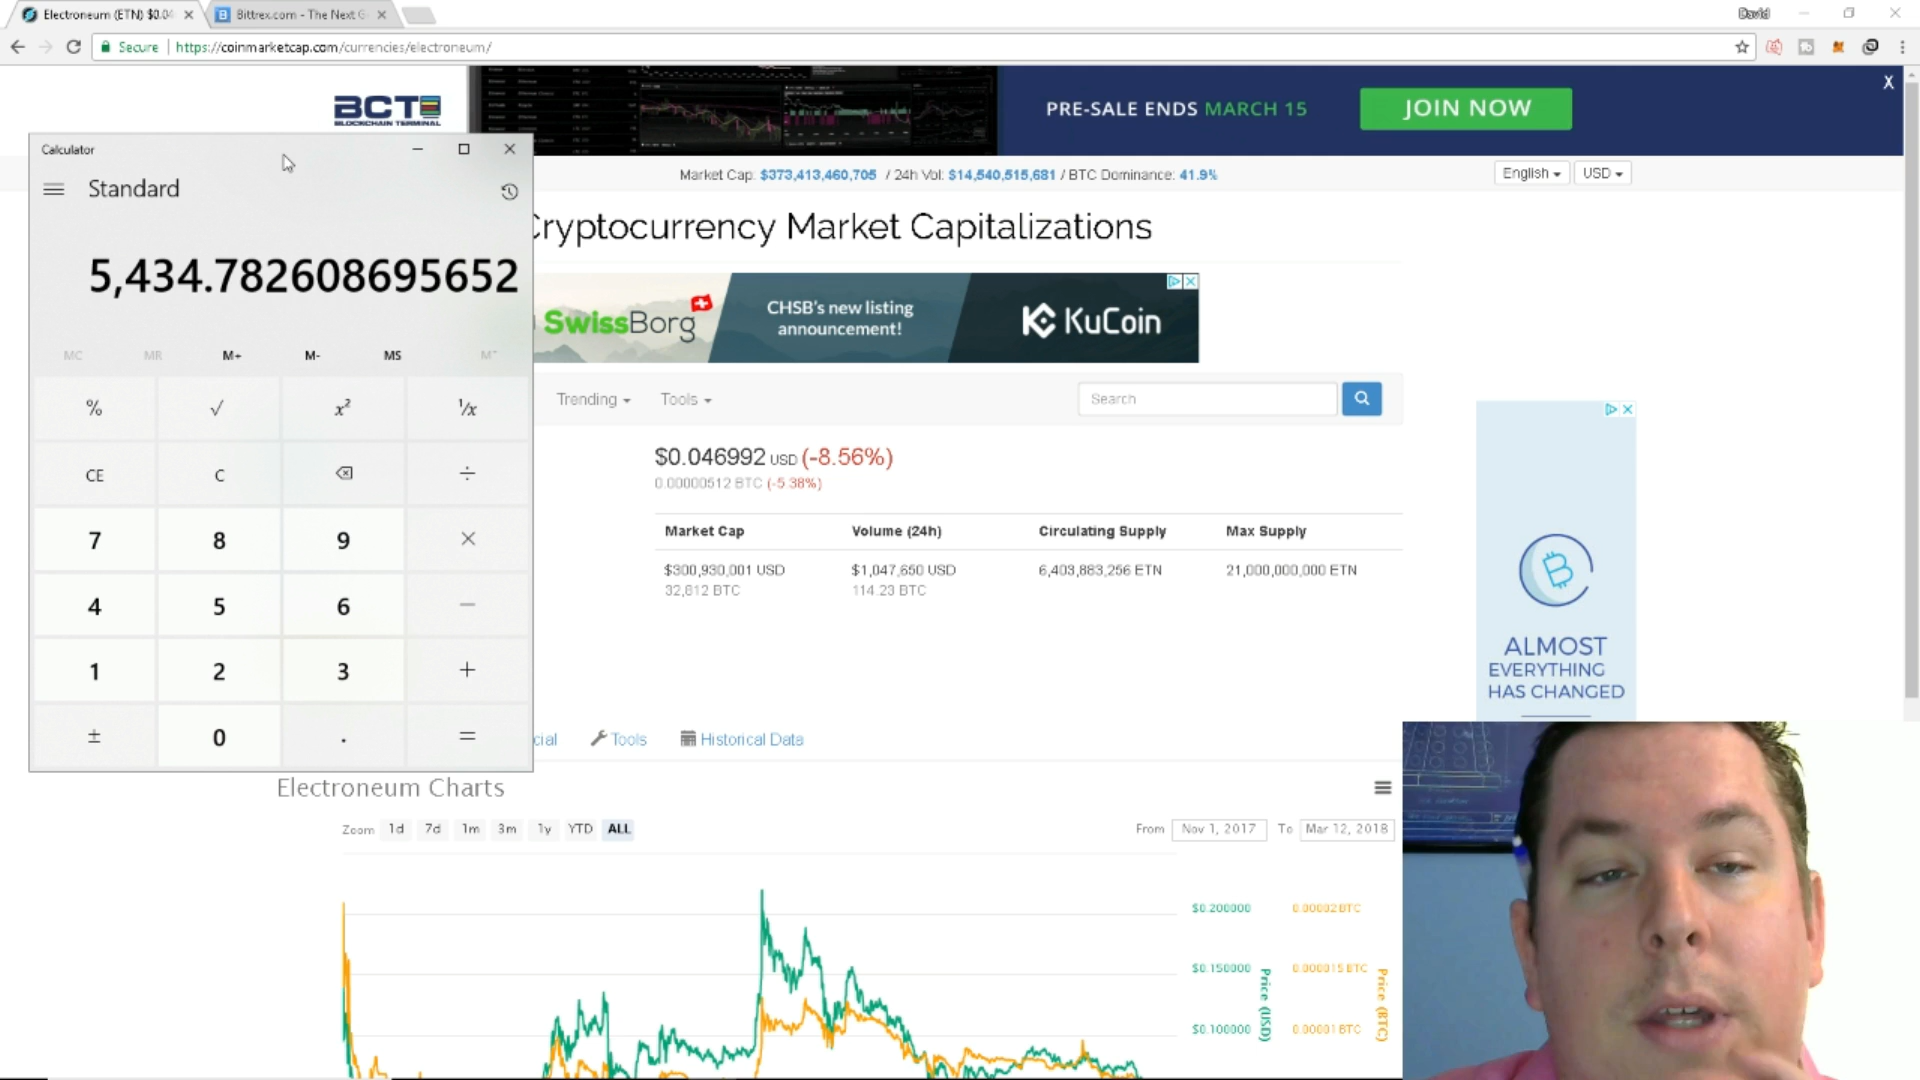 Electroneum (ETN) $0.04
Bittrex.com - The Next G
David
Secure
https://coinmarketcap.com/currencies/electroneum/
BCT
BLOCKCHAIN TERMINAL
PRE-SALE ENDS MARCH 15
JOIN NOW
X
Market Cap: $373,413,460,705 / 24h Vol: $14,540,515,681 / BTC Dominance: 41.9%
English
USD
Cryptocurrency Market Capitalizations
Calculator
Standard
5,434.782608695652
MC MR M+ M- MS
% √ x² ¹/x
CE C ÷
7 8 9 ×
4 5 6 −
1 2 3 +
± 0 . =
SwissBorg
CHSB's new listing
announcement!
KuCoin
Trending
Tools
Search
$0.046992 USD (-8.56%)
0.00000512 BTC (-5.38%)
Market Cap Volume (24h) Circulating Supply Max Supply
$300,930,001 USD $1,047,650 USD 6,403,883,256 ETN 21,000,000,000 ETN
32,812 BTC 114.23 BTC
ALMOST
EVERYTHING
HAS CHANGED
cial
Tools
Historical Data
Electroneum Charts
Zoom 1d 7d 1m 3m 1y YTD ALL
From Nov 1, 2017 To Mar 12, 2018
$0.200000 0.00002 BTC
$0.150000 0.000015 BTC
$0.100000 0.00001 BTC
Price (USD)
Price (BTC)